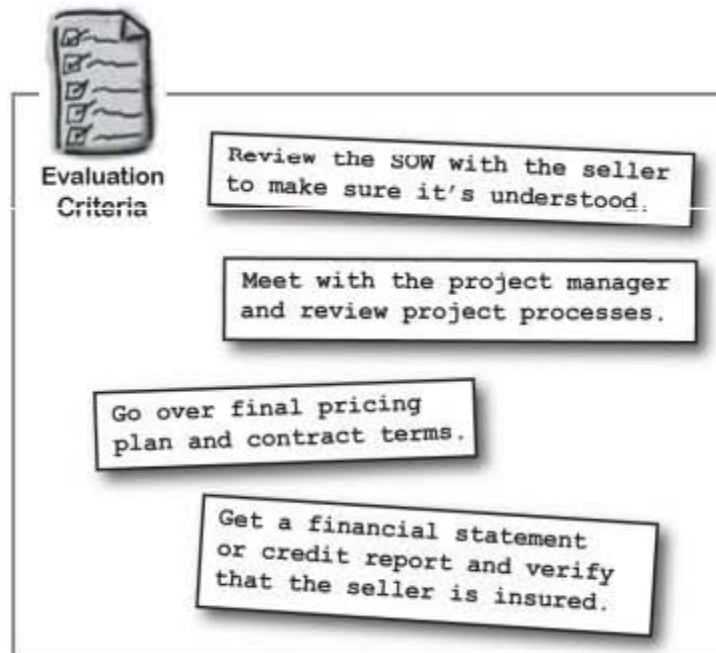 Evaluation
Criteria
Review the SOW with the seller
to make sure it's understood.
Meet with the project manager
and review project processes.
Go over final pricing
plan and contract terms.
Get a financial statement
or credit report and verify
that the seller is insured.